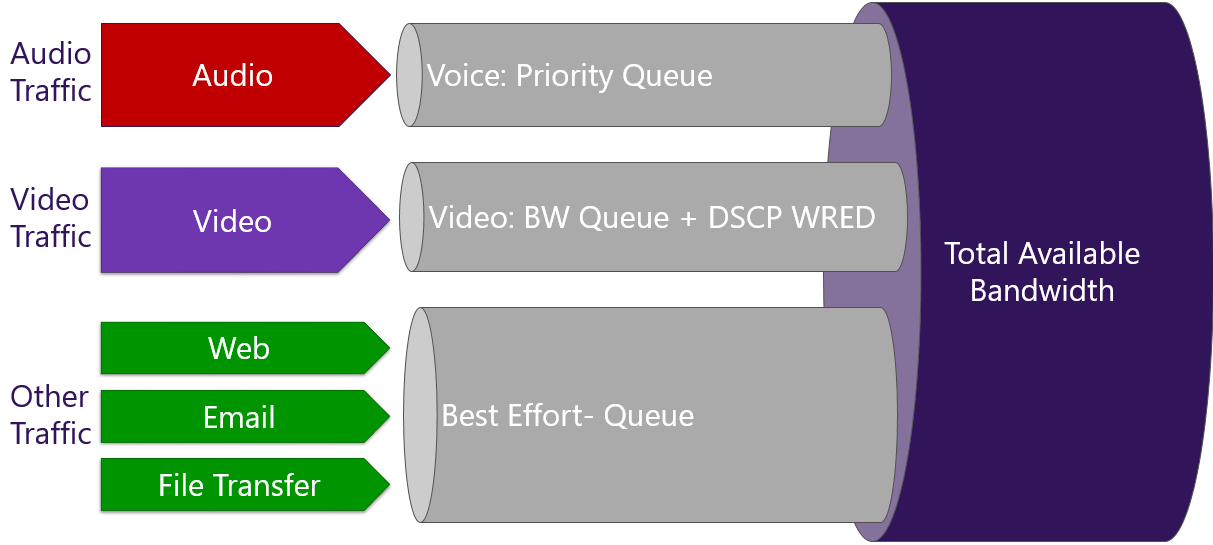 Audio
Traffic
Audio
Voice: Priority Queue
Video
Traffic
Video
Video: BW Queue + DSCP WRED
Total Available
Bandwidth
Other
Traffic
Web
Email
File Transfer
Best Effort- Queue